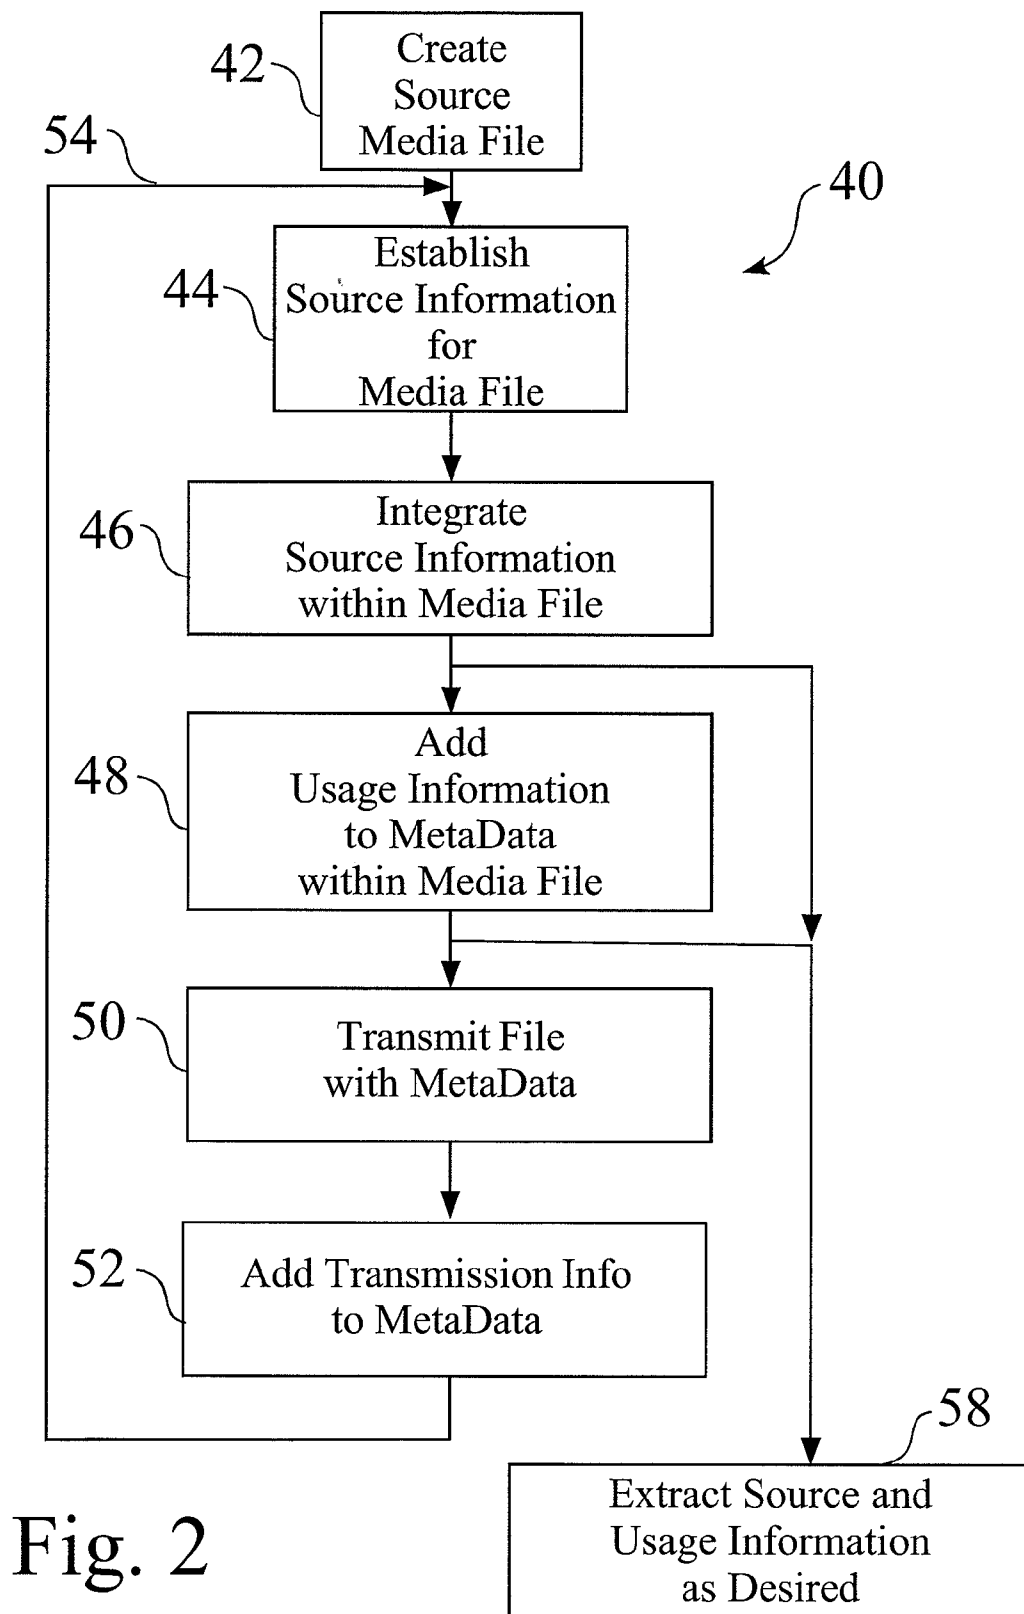 42
Create
Source
Media File
54
40
44
Establish
Source Information
for
Media File
46
Integrate
Source Information
within Media File
48
Add
Usage Information
to MetaData
within Media File
50
Transmit File
with MetaData
52
Add Transmission Info
to MetaData
58
Extract Source and
Usage Information
as Desired
Fig. 2